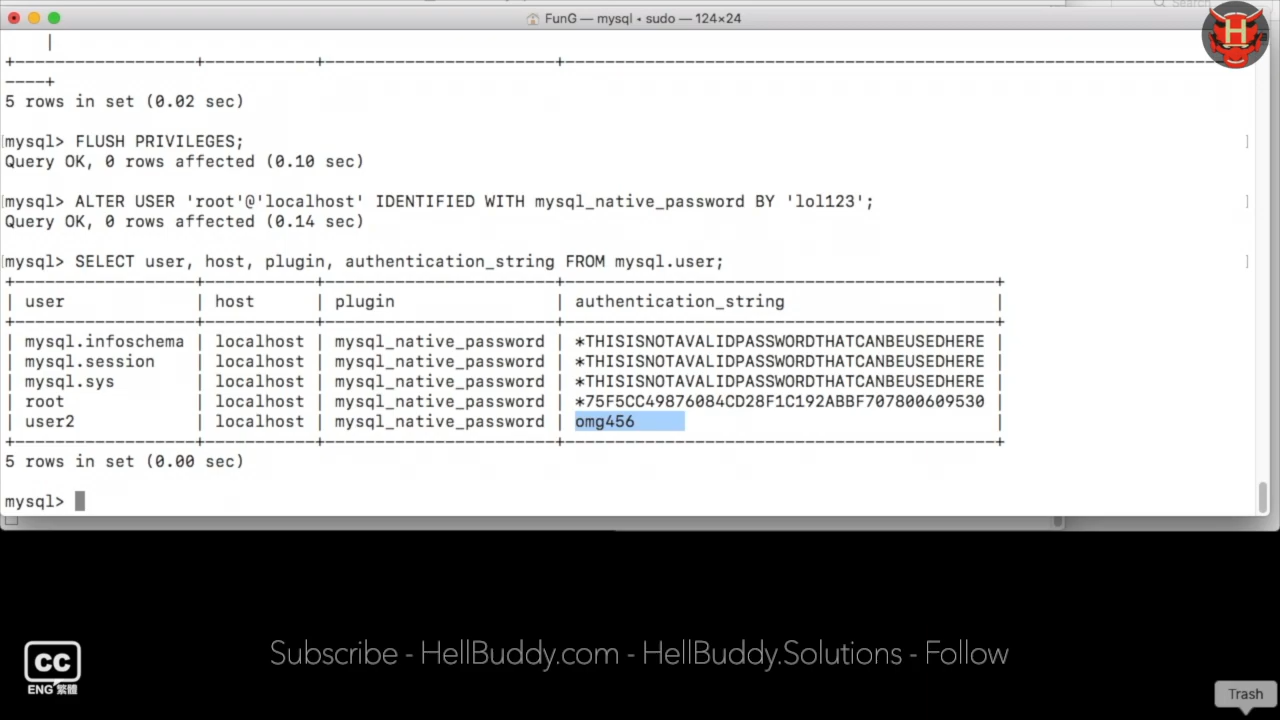 FunG — mysql • sudo — 124×24
Search
H
|
+-------------------+-----------+-----------------------+------------------------------------------------------------------
----+
5 rows in set (0.02 sec)
[mysql> FLUSH PRIVILEGES; ]
Query OK, 0 rows affected (0.10 sec)
[mysql> ALTER USER 'root'@'localhost' IDENTIFIED WITH mysql_native_password BY 'lol123'; ]
Query OK, 0 rows affected (0.14 sec)
[mysql> SELECT user, host, plugin, authentication_string FROM mysql.user; ]
+------------------+-----------+-----------------------+-------------------------------------------+
| user | host | plugin | authentication_string |
+------------------+-----------+-----------------------+-------------------------------------------+
| mysql.infoschema | localhost | mysql_native_password | *THISISNOTAVALIDPASSWORDTHATCANBEUSEDHERE |
| mysql.session | localhost | mysql_native_password | *THISISNOTAVALIDPASSWORDTHATCANBEUSEDHERE |
| mysql.sys | localhost | mysql_native_password | *THISISNOTAVALIDPASSWORDTHATCANBEUSEDHERE |
| root | localhost | mysql_native_password | *75F5CC49876084CD28F1C192ABBF707800609530 |
| user2 | localhost | mysql_native_password | omg456 |
+------------------+-----------+-----------------------+-------------------------------------------+
5 rows in set (0.00 sec)
mysql>
Subscribe - HellBuddy.com - HellBuddy.Solutions - Follow
CC
ENG 繁體
Trash